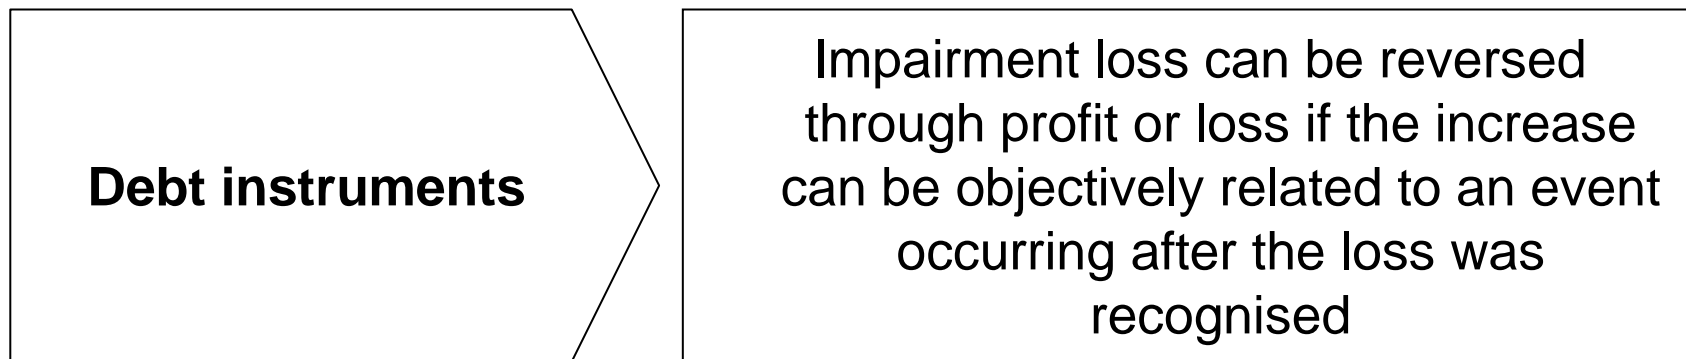 Debt instruments
Impairment loss can be reversed
through profit or loss if the increase
can be objectively related to an event
occurring after the loss was
recognised